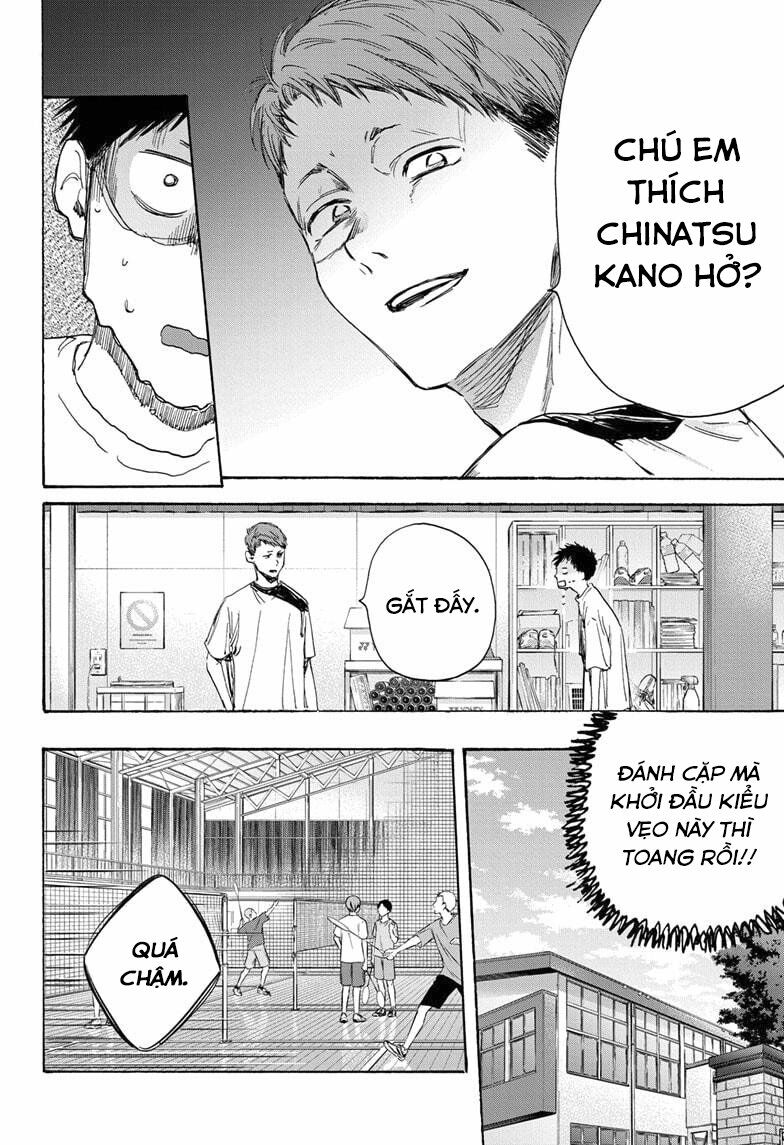 CHÚ EM
THÍCH
CHINATSU
KANO HỞ?
GẮT ĐẤY.
ĐÁNH CẶP MÀ
KHỞI ĐẦU KIỂU
VẸO NÀY THÌ
TOANG RỒI!!
QUÁ
CHẬM.